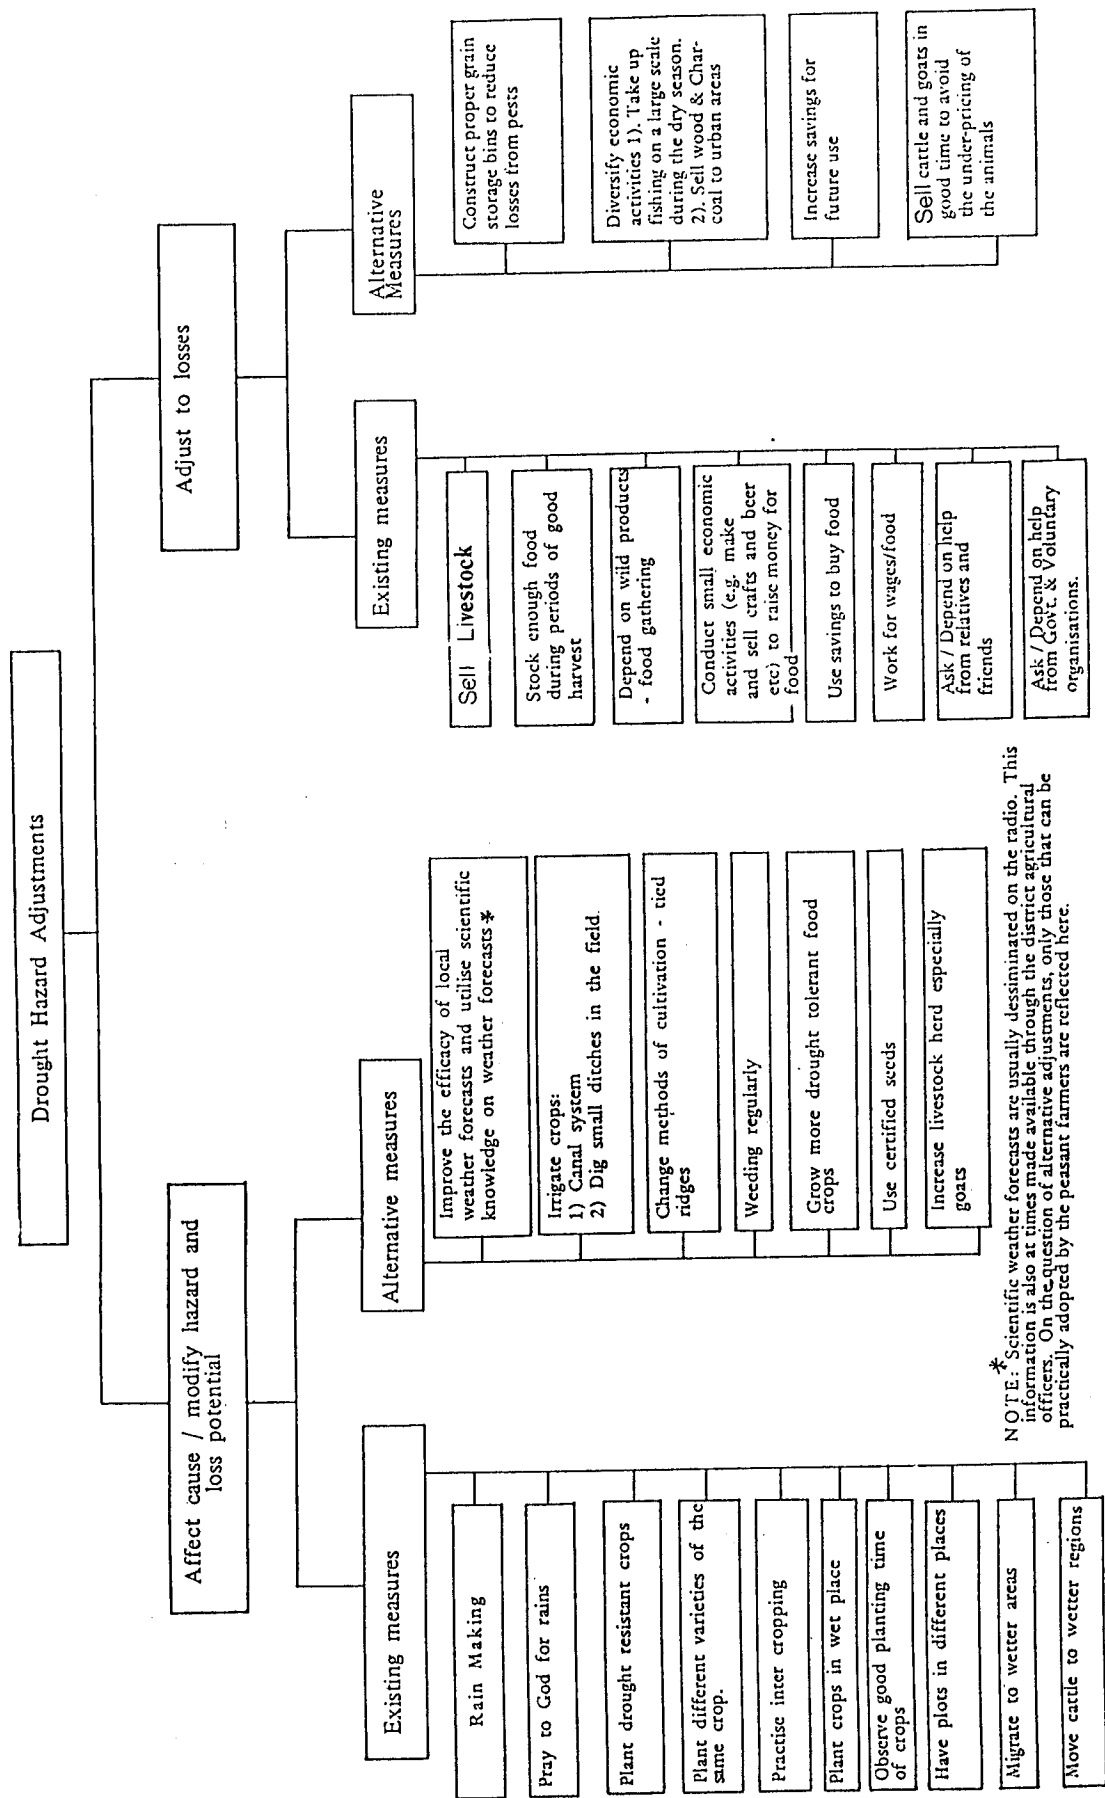 Drought Hazard Adjustments
Affect cause / modify hazard and
loss potential
Existing measures
Rain Making
Pray to God for rains
Plant drought resistant crops
Plant different varieties of the
same crop.
Practise inter cropping
Plant crops in wet place
Observe good planting time
of crops
Have plots in different places
Migrate to wetter areas
Move cattle to wetter regions
Alternative measures
Improve the efficacy of local
weather forecasts and utilise scientific
knowledge on weather forecasts *
Irrigate crops:
1) Canal system
2) Dig small ditches in the field.
Change methods of cultivation - tied
ridges
Weeding regularly
Grow more drought tolerant food
crops
Use certified seeds
Increase livestock herd especially
goats
Adjust to losses
Existing measures
Sell Livestock
Stock enough food
during periods of good
harvest
Depend on wild products
- food gathering
Conduct small economic
activities (e.g. make
and sell crafts and beer
etc) to raise money for
food
Use savings to buy food
Work for wages/food
Ask / Depend on help
from relatives and
friends
Ask / Depend on help
from Govt. & Voluntary
organisations.
Alternative
Measures
Construct proper grain
storage bins to reduce
losses from pests
Diversify economic
activities 1). Take up
fishing on a large scale
during the dry season.
2). Sell wood & Char-
coal to urban areas
Increase savings for
future use
Sell cattle and goats in
good time to avoid
the under-pricing of
the animals
NOTE: * Scientific weather forecasts are usually dessiminated on the radio. This
information is also at times made available through the district agricultural
officers. On the question of alternative adjustments, only those that can be
practically adopted by the peasant farmers are reflected here.